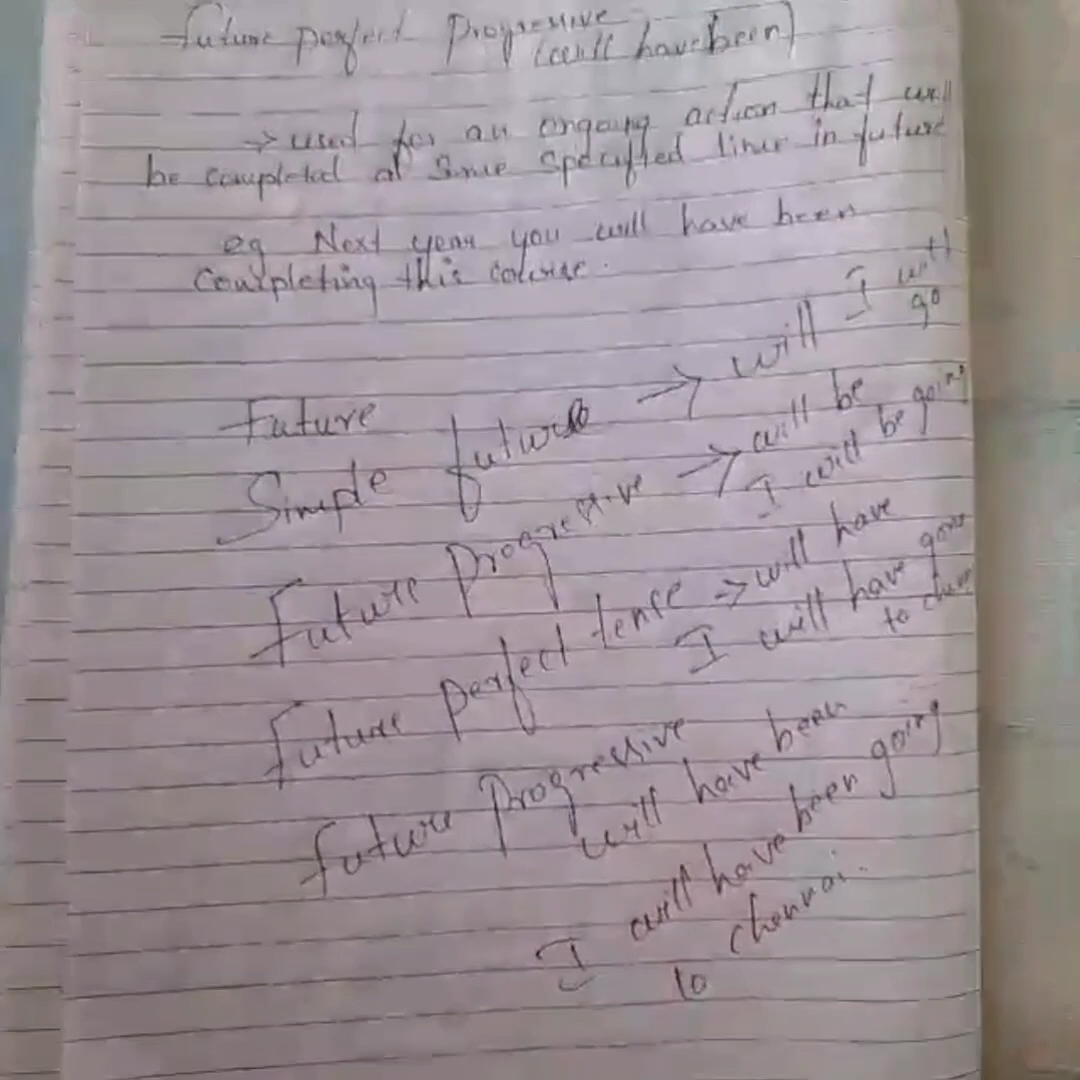 Future perfect Progressive
(will have been)
→ used for an ongoing action that will
be completed at some specified time in future
eg Next year you will have been
Completing this course.
Future
Simple future → will I will
go
Future Progressive → will be
I will be going
Future perfect tense → will have
I will have gone
to
future Progressive
will have been
I will have been going
to chennai.